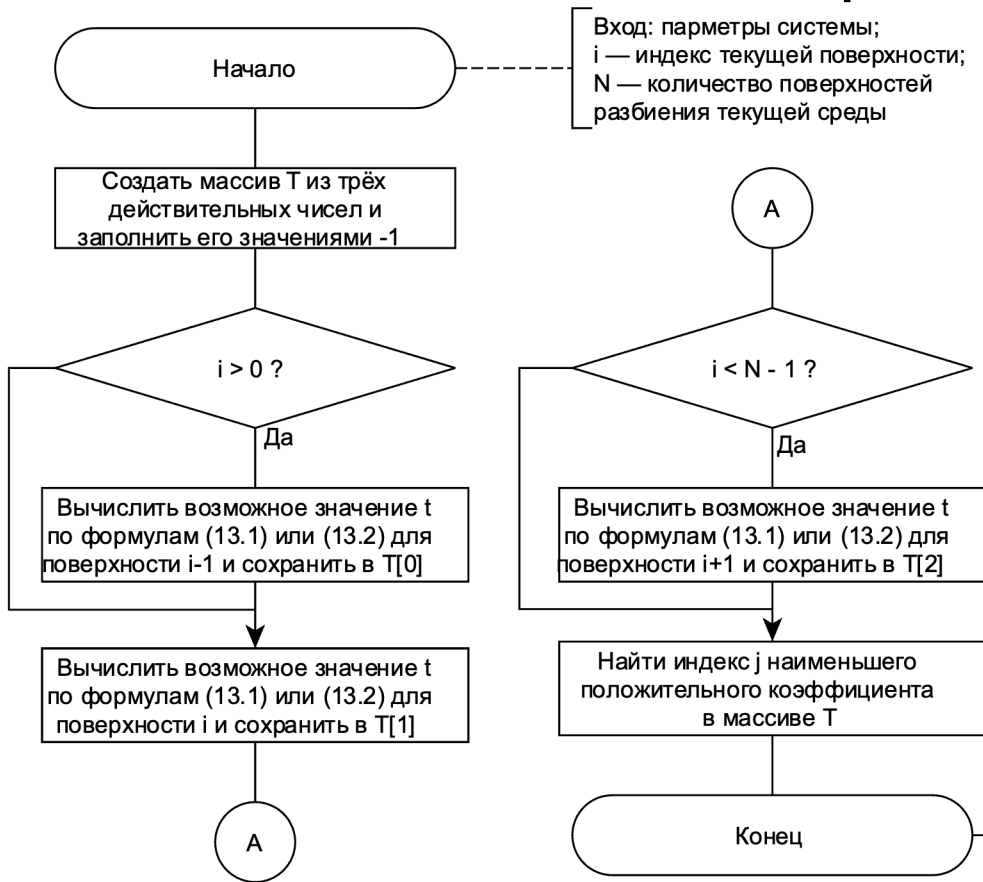 Начало
Вход: парметры системы;
i — индекс текущей поверхности;
N — количество поверхностей
разбиения текущей среды
Создать массив T из трёх
действительных чисел и
заполнить его значениями -1
i > 0 ?
Да
Вычислить возможное значение t
по формулам (13.1) или (13.2) для
поверхности i-1 и сохранить в T[0]
Вычислить возможное значение t
по формулам (13.1) или (13.2) для
поверхности i и сохранить в T[1]
А
А
i < N - 1 ?
Да
Вычислить возможное значение t
по формулам (13.1) или (13.2) для
поверхности i+1 и сохранить в T[2]
Найти индекс j наименьшего
положительного коэффициента
в массиве T
Конец